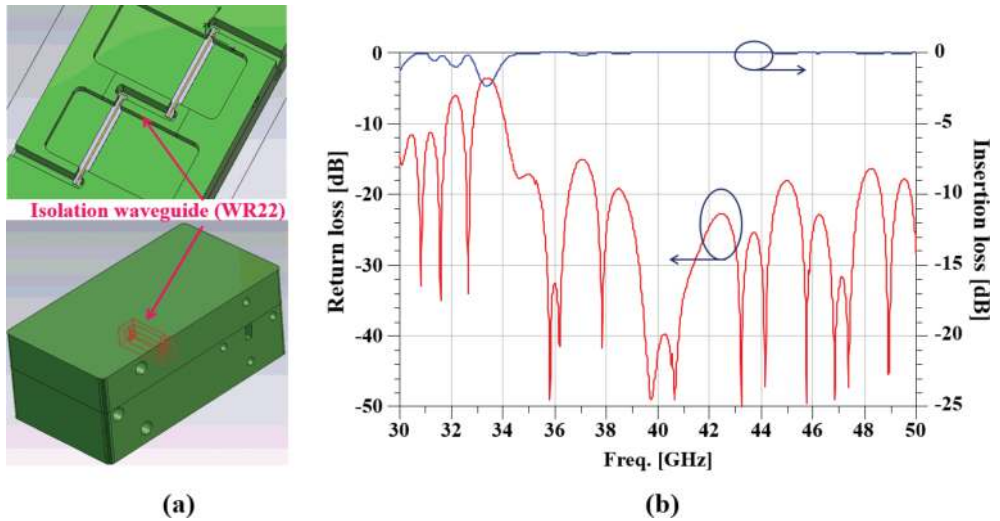 Isolation waveguide (WR22)
(a)
0
-10
-20
-30
-40
-50
Return loss [dB]
0
-5
-10
-15
-20
-25
Insertion loss [dB]
30 32 34 36 38 40 42 44 46 48 50
Freq. [GHz]
(b)